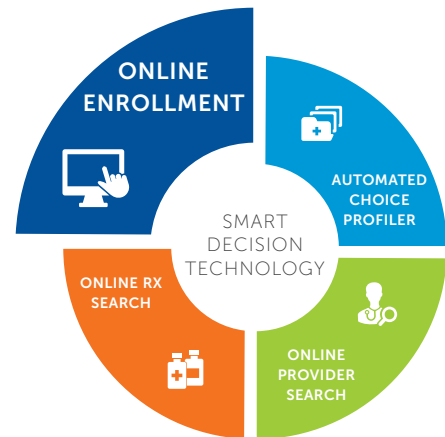 ONLINE
ENROLLMENT
AUTOMATED
CHOICE
PROFILER
SMART
DECISION
TECHNOLOGY
ONLINE RX
SEARCH
ONLINE
PROVIDER
SEARCH